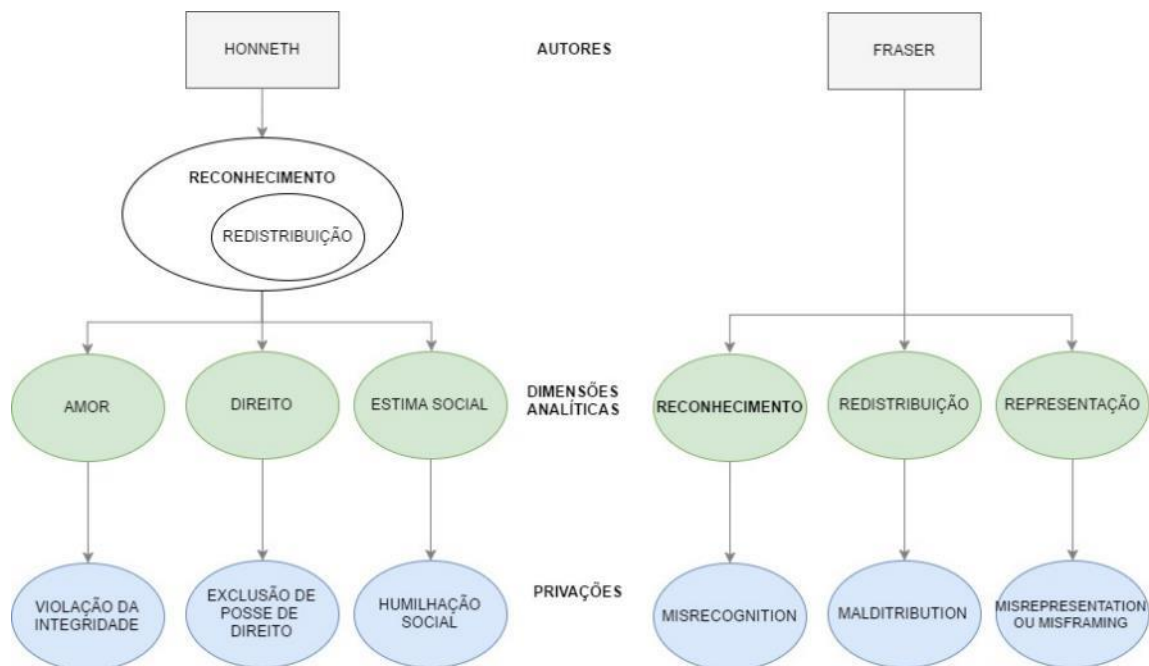 HONNETH
AUTORES
FRASER
RECONHECIMENTO
REDISTRIBUIÇÃO
AMOR
DIREITO
ESTIMA SOCIAL
DIMENSÕES
ANALÍTICAS
RECONHECIMENTO
REDISTRIBUIÇÃO
REPRESENTAÇÃO
VIOLAÇÃO DA
INTEGRIDADE
EXCLUSÃO DE
POSSE DE
DIREITO
HUMILHAÇÃO
SOCIAL
PRIVAÇÕES
MISRECOGNITION
MALDITRIBUTION
MISREPRESENTATION
OU MISFRAMING